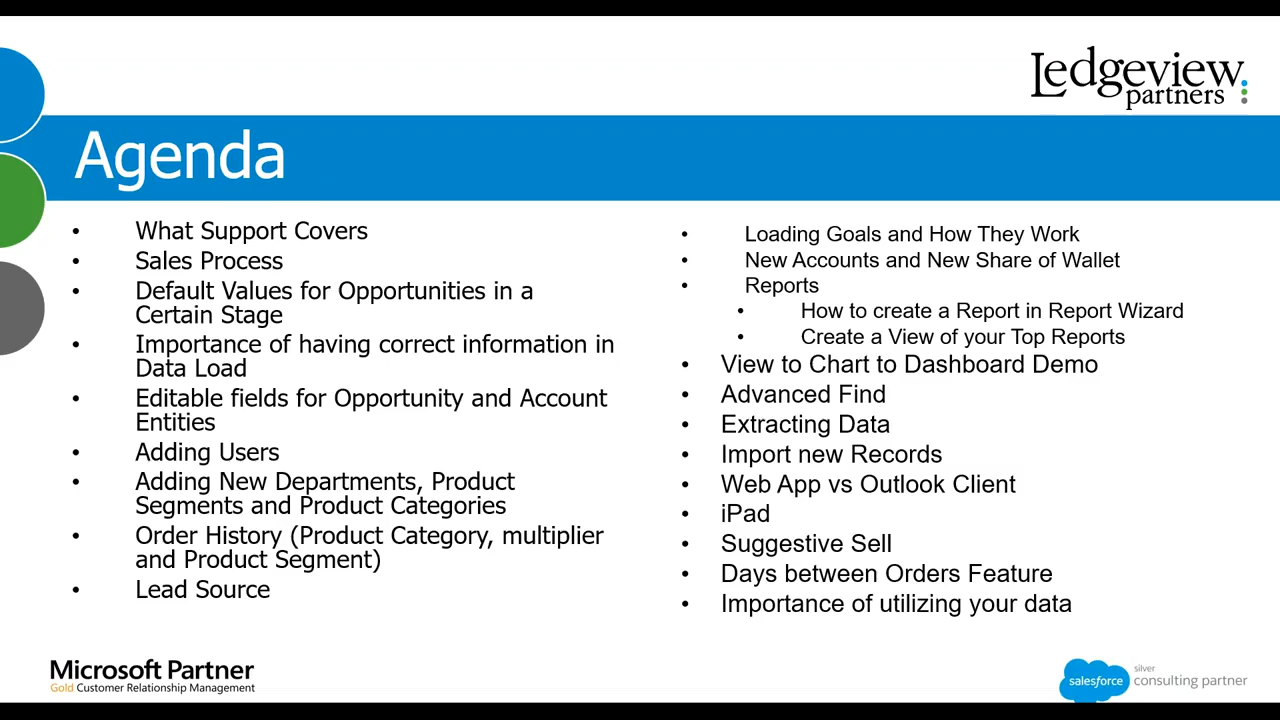 Ledgeview
partners
Agenda
• What Support Covers
• Sales Process
• Default Values for Opportunities in a
Certain Stage
• Importance of having correct information in
Data Load
• Editable fields for Opportunity and Account
Entities
• Adding Users
• Adding New Departments, Product
Segments and Product Categories
• Order History (Product Category, multiplier
and Product Segment)
• Lead Source
• Loading Goals and How They Work
• New Accounts and New Share of Wallet
• Reports
• How to create a Report in Report Wizard
• Create a View of your Top Reports
• View to Chart to Dashboard Demo
• Advanced Find
• Extracting Data
• Import new Records
• Web App vs Outlook Client
• iPad
• Suggestive Sell
• Days between Orders Feature
• Importance of utilizing your data
Microsoft Partner
Gold Customer Relationship Management
salesforce
silver
consulting partner